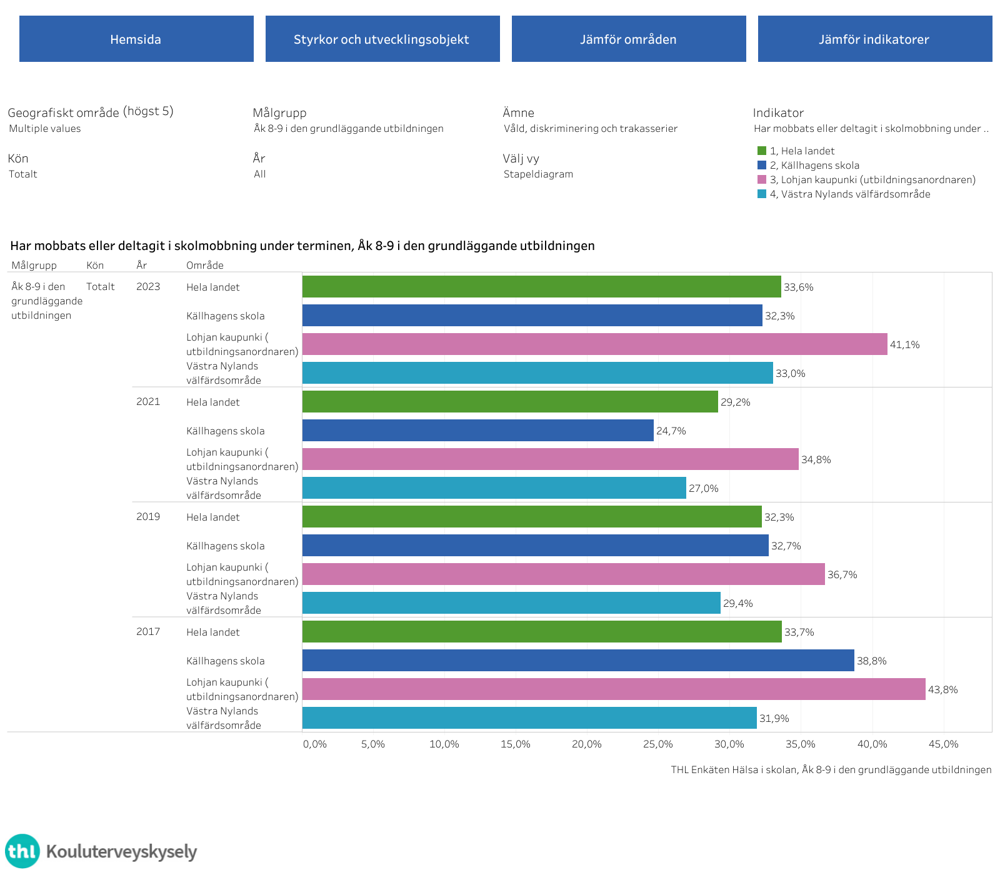 Hemsida
Styrkor och utvecklingsobjekt
Jämför områden
Jämför indikatorer
Geografiskt område (högst 5)
Multiple values
Målgrupp
Åk 8-9 i den grundläggande utbildningen
Ämne
Våld, diskriminering och trakasserier
Indikator
Har mobbats eller deltagit i skolmobbning under ..
Kön
Totalt
År
All
Välj vy
Stapeldiagram
1, Hela landet
2, Källhagens skola
3, Lohjan kaupunki (utbildningsanordnaren)
4, Västra Nylands välfärdsområde
Har mobbats eller deltagit i skolmobbning under terminen, Åk 8-9 i den grundläggande utbildningen
Målgrupp Kön År Område
Åk 8-9 i den
grundläggande
utbildningen
Totalt
2023
Hela landet
33,6%
Källhagens skola
32,3%
Lohjan kaupunki (
utbildningsanordnaren)
41,1%
Västra Nylands
välfärdsområde
33,0%
2021
Hela landet
29,2%
Källhagens skola
24,7%
Lohjan kaupunki (
utbildningsanordnaren)
34,8%
Västra Nylands
välfärdsområde
27,0%
2019
Hela landet
32,3%
Källhagens skola
32,7%
Lohjan kaupunki (
utbildningsanordnaren)
36,7%
Västra Nylands
välfärdsområde
29,4%
2017
Hela landet
33,7%
Källhagens skola
38,8%
Lohjan kaupunki (
utbildningsanordnaren)
43,8%
Västra Nylands
välfärdsområde
31,9%
0,0% 5,0% 10,0% 15,0% 20,0% 25,0% 30,0% 35,0% 40,0% 45,0%
THL Enkäten Hälsa i skolan, Åk 8-9 i den grundläggande utbildningen
thl Kouluterveyskysely